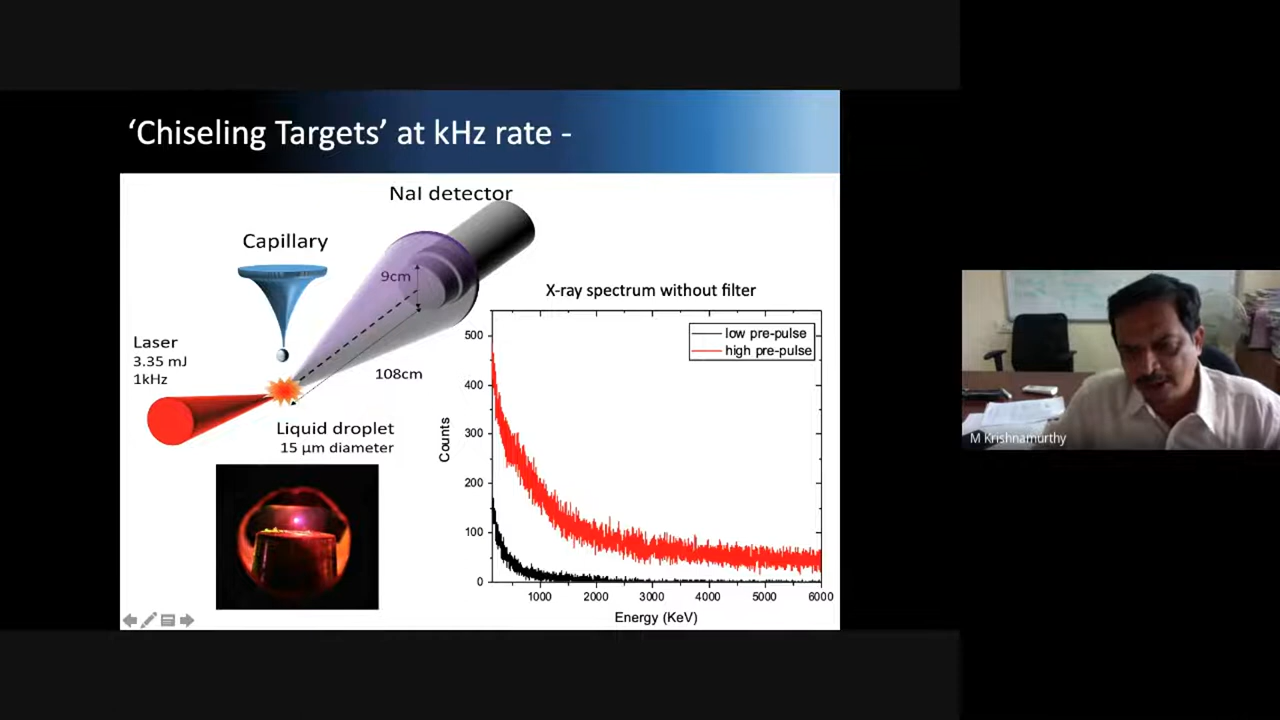 ‘Chiseling Targets’ at kHz rate -
NaI detector
Capillary
9cm
X-ray spectrum without filter
Laser
3.35 mJ
1kHz
108cm
Liquid droplet
15 µm diameter
low pre-pulse
high pre-pulse
Counts
500
400
300
200
100
0
1000
2000
3000
4000
5000
6000
Energy (KeV)
M Krishnamurthy